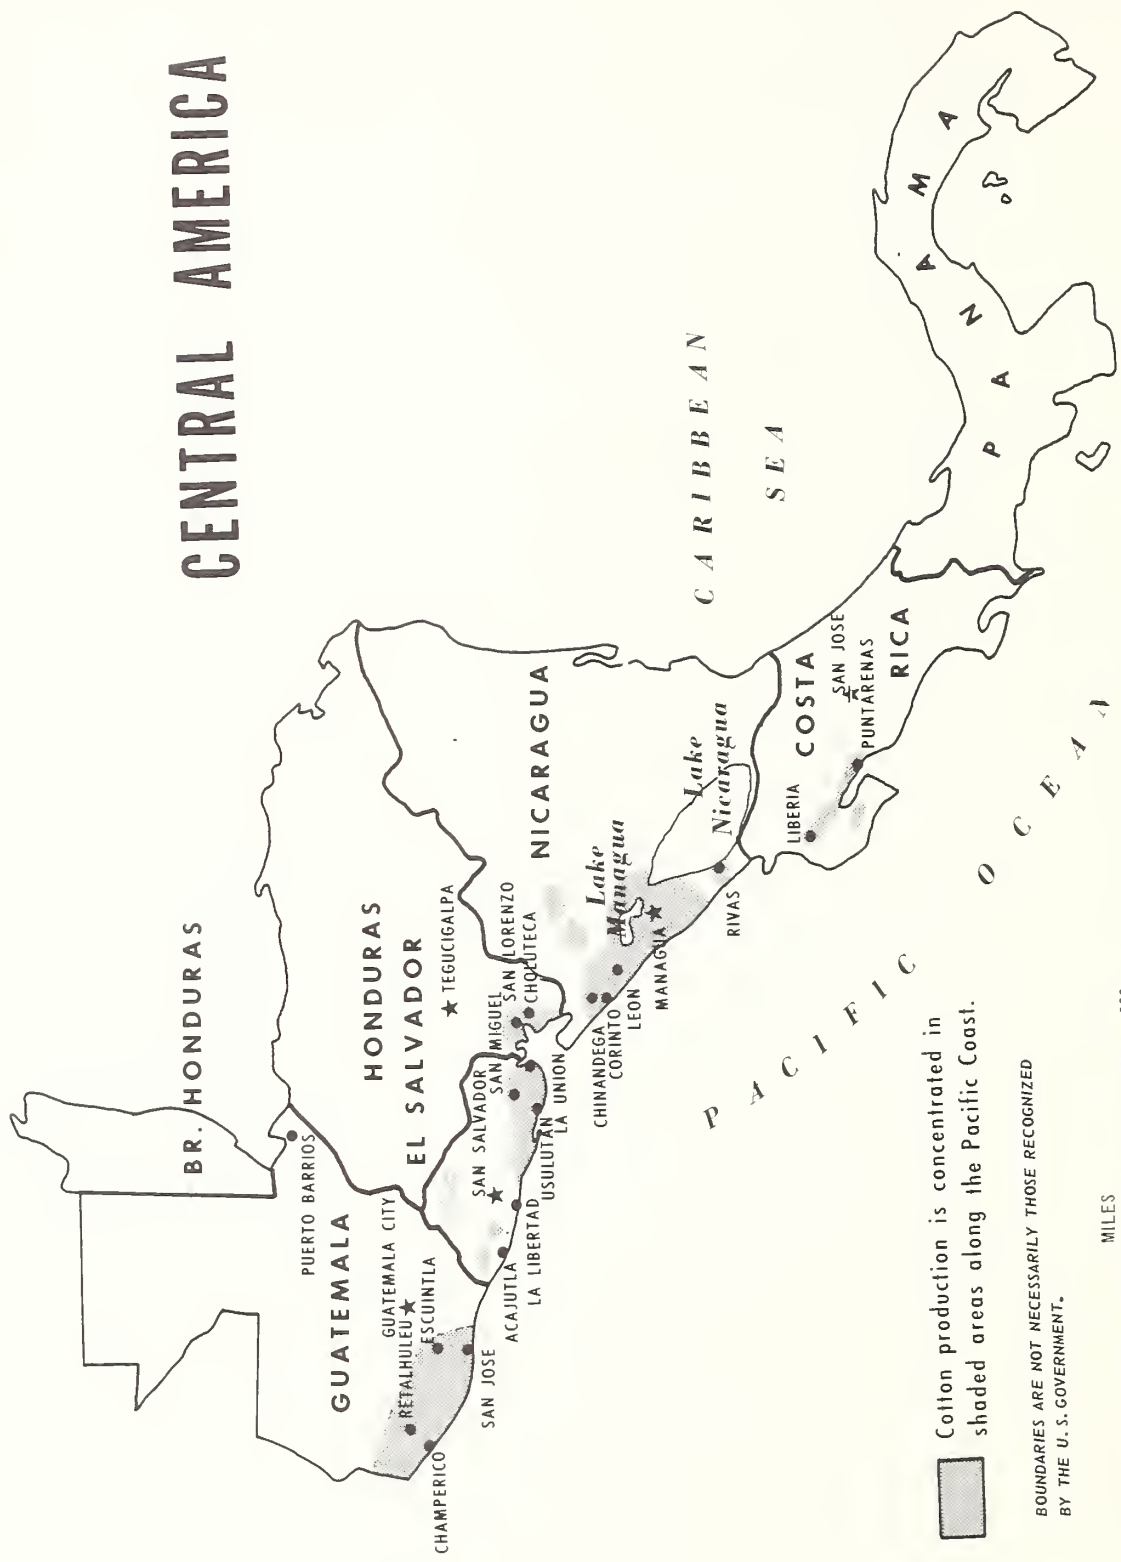 CENTRAL AMERICA
BR. HONDURAS
PUERTO BARRIOS
GUATEMALA
GUATEMALA CITY
RETALHULEU
ESCUINTLA
CHAMPERICO
SAN JOSE
HONDURAS
EL SALVADOR
TEGUCIGALPA
SAN LORENZO
CHOLUTECA
SAN MIGUEL
SAN SALVADOR
ACAJUTLA
LA LIBERTAD
USULUTAN
LA UNION
NICARAGUA
CHINANDEGA
CORINTO
LEON
MANAGUA
Lake
Managua
Lake
Nicaragua
RIVAS
CARIBBEAN
SEA
COSTA
RICA
LIBERIA
SAN JOSE
PUNTARENAS
PANAMA
PACIFIC OCEAN
Cotton production is concentrated in
shaded areas along the Pacific Coast.
BOUNDARIES ARE NOT NECESSARILY THOSE RECOGNIZED
BY THE U.S. GOVERNMENT.
MILES